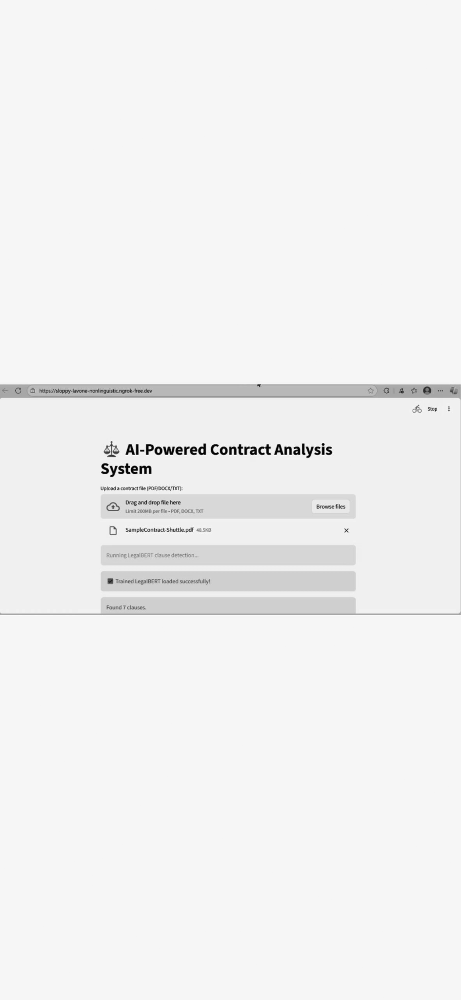 https://sloppy-lavone-nonlinguistic.ngrok-free.dev
Stop
AI-Powered Contract Analysis
System
Upload a contract file (PDF/DOCX/TXT):
Drag and drop file here
Limit 200MB per file • PDF, DOCX, TXT
Browse files
SampleContract-Shuttle.pdf 48.5KB
Running LegalBERT clause detection...
Trained LegalBERT loaded successfully!
Found 7 clauses.